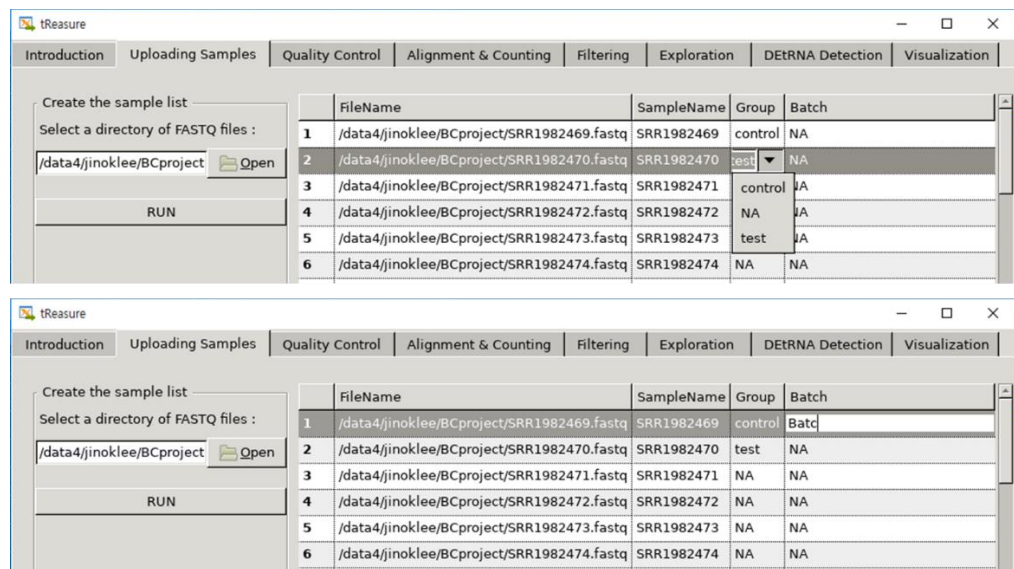 tReasure
Introduction Uploading Samples Quality Control Alignment & Counting Filtering Exploration DEtRNA Detection Visualization
Create the sample list
Select a directory of FASTQ files :
/data4/jinoklee/BCproject Open
RUN
FileName SampleName Group Batch
1 /data4/jinoklee/BCproject/SRR1982469.fastq SRR1982469 control NA
2 /data4/jinoklee/BCproject/SRR1982470.fastq SRR1982470 test NA
3 /data4/jinoklee/BCproject/SRR1982471.fastq SRR1982471 control NA
4 /data4/jinoklee/BCproject/SRR1982472.fastq SRR1982472 NA NA
5 /data4/jinoklee/BCproject/SRR1982473.fastq SRR1982473 test NA
6 /data4/jinoklee/BCproject/SRR1982474.fastq SRR1982474 NA NA
tReasure
Introduction Uploading Samples Quality Control Alignment & Counting Filtering Exploration DEtRNA Detection Visualization
Create the sample list
Select a directory of FASTQ files :
/data4/jinoklee/BCproject Open
RUN
FileName SampleName Group Batch
1 /data4/jinoklee/BCproject/SRR1982469.fastq SRR1982469 control Batc
2 /data4/jinoklee/BCproject/SRR1982470.fastq SRR1982470 test NA
3 /data4/jinoklee/BCproject/SRR1982471.fastq SRR1982471 NA NA
4 /data4/jinoklee/BCproject/SRR1982472.fastq SRR1982472 NA NA
5 /data4/jinoklee/BCproject/SRR1982473.fastq SRR1982473 NA NA
6 /data4/jinoklee/BCproject/SRR1982474.fastq SRR1982474 NA NA